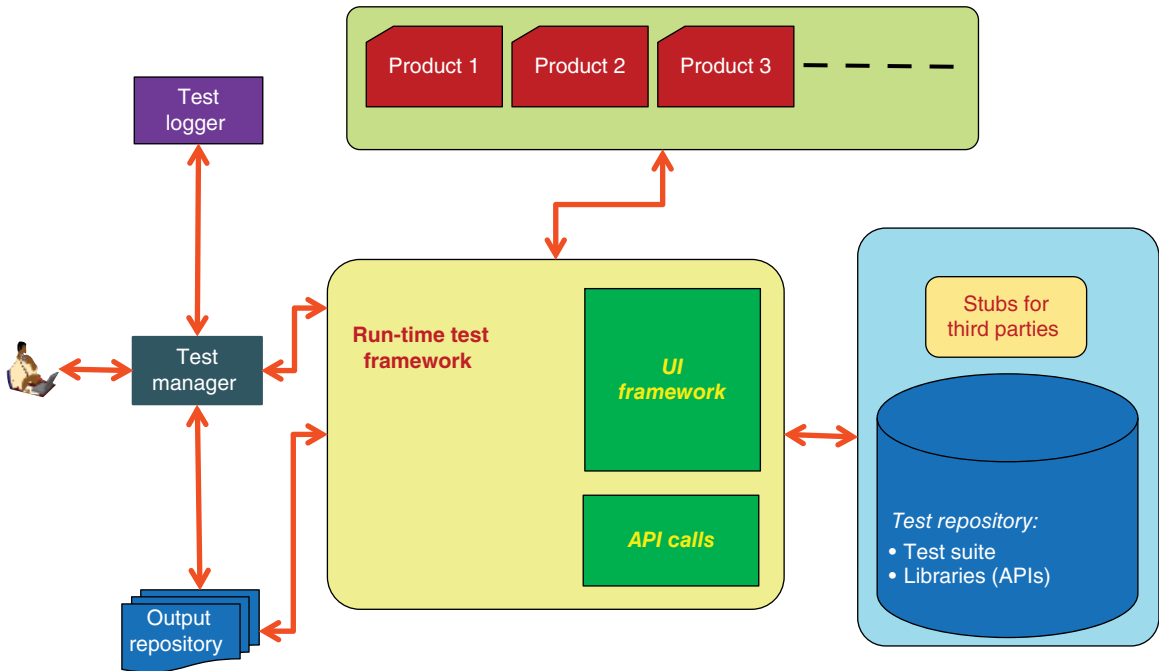 Product 1
Product 2
Product 3
Test
logger
Run-time test
framework
UI
framework
API calls
Stubs for
third parties
Test
manager
Test repository:
• Test suite
• Libraries (APIs)
Output
repository